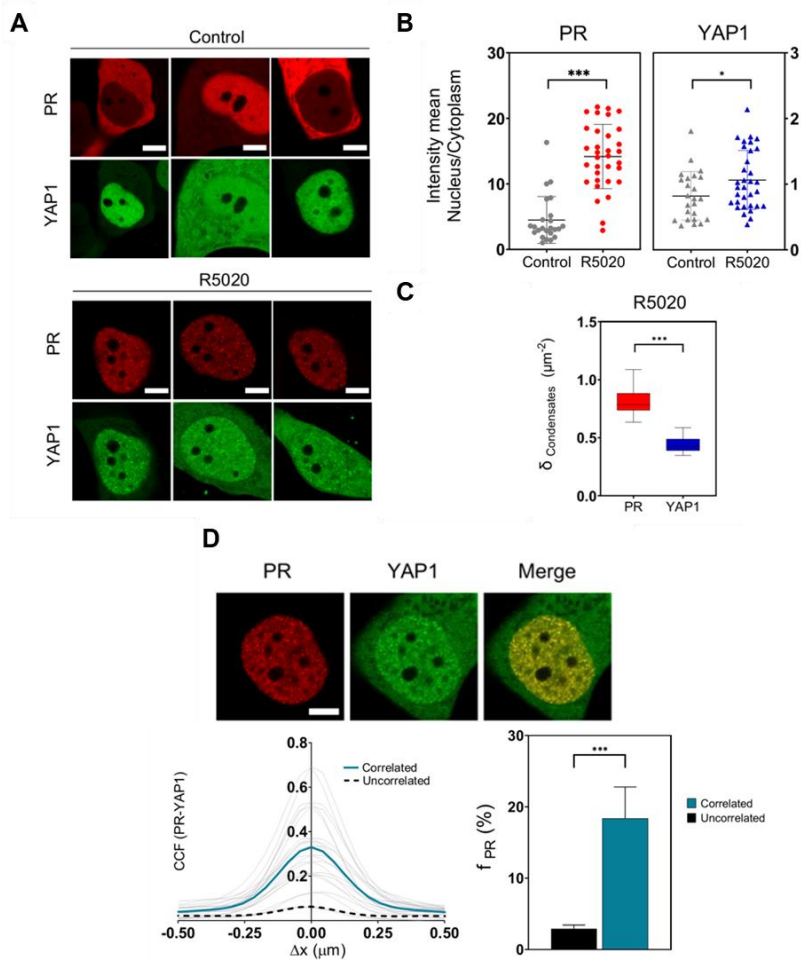 A
Control
PR
YAP1
R5020
PR
YAP1
B
PR
YAP1
Intensity mean
Nucleus/Cytoplasm
30
20
10
0
***
*
3
2
1
0
Control
R5020
Control
R5020
C
R5020
δ Condensates (μm-2)
1.5
1.0
0.5
0.0
***
PR
YAP1
D
PR
YAP1
Merge
CCF (PR-YAP1)
0.8
0.6
0.4
0.2
Correlated
Uncorrelated
-0.50
-0.25
0.00
0.25
0.50
Δx (μm)
f PR (%)
30
20
10
0
***
Correlated
Uncorrelated